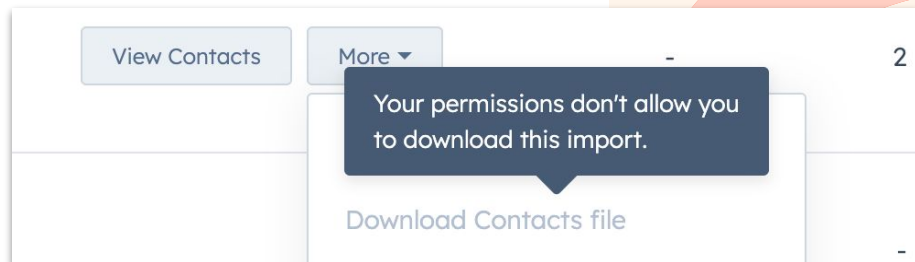 View Contacts
More
-
2
Your permissions don't allow you
to download this import.
Download Contacts file
-